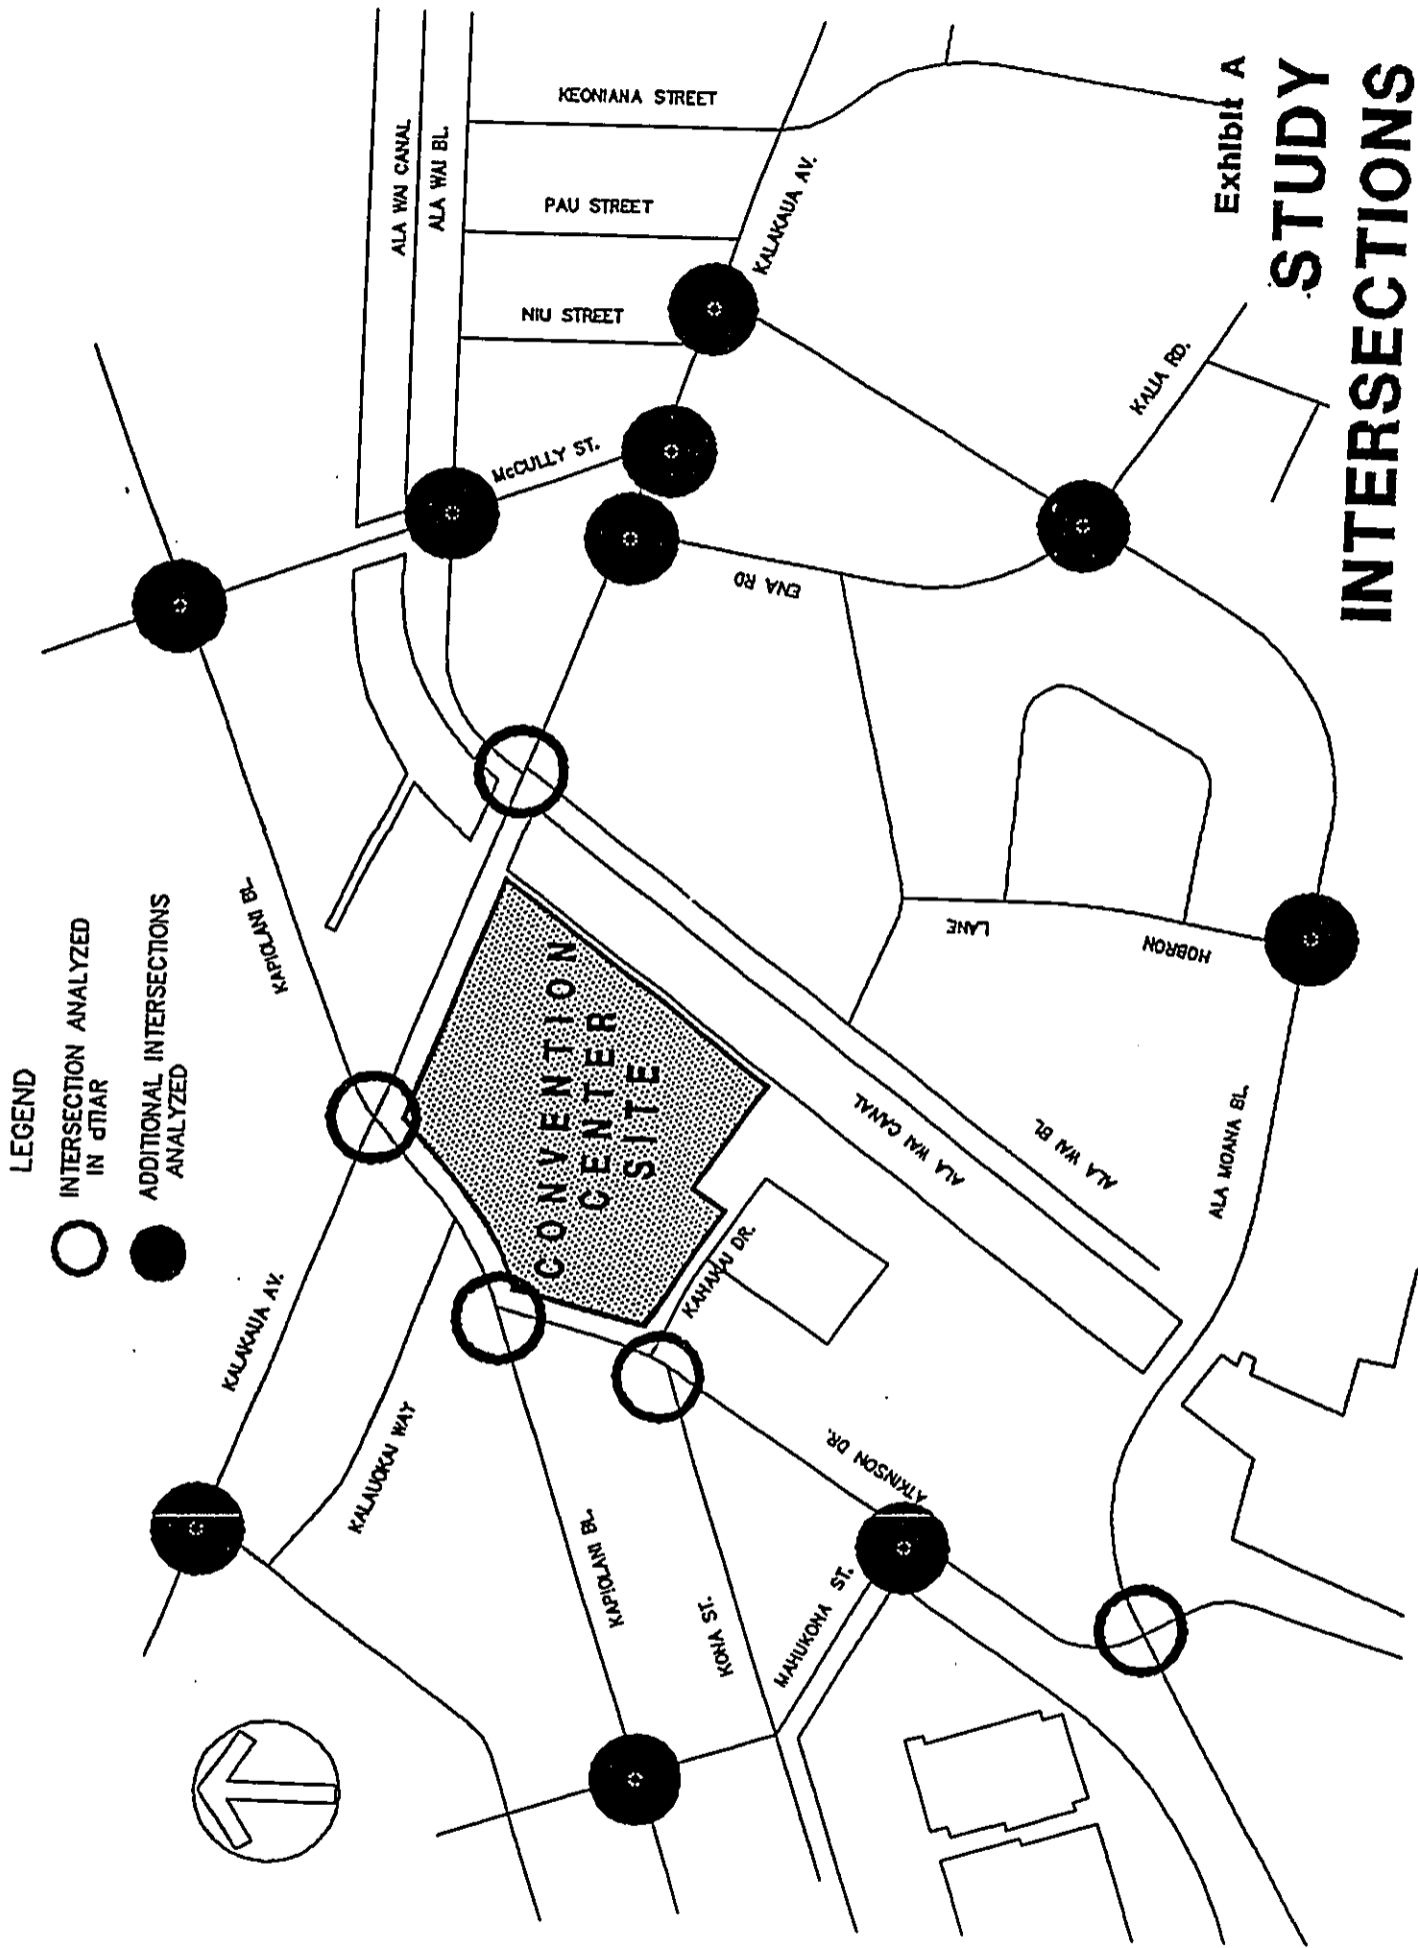 LEGEND
INTERSECTION ANALYZED
IN dTIAR
ADDITIONAL INTERSECTIONS
ANALYZED
KAPIOLANI BL.
ALA WAI CANAL
ALA WAI BL.
KEONIANA STREET
PAU STREET
NIU STREET
McCULLY ST.
KALAKAUA AV.
ENA RD
KALIA RD.
KALAKAUA AV.
KALAUOKAI WAY
CONVENTION
CENTER
SITE
KAHAKAI DR.
ALA WAI CANAL
ALA WAI BL
HOBRON
LANE
ALA MOANA BL.
ATKINSON DR.
KAPIOLANI BL.
KONA ST.
MAHUKONA ST.
Exhibit A
STUDY
INTERSECTIONS